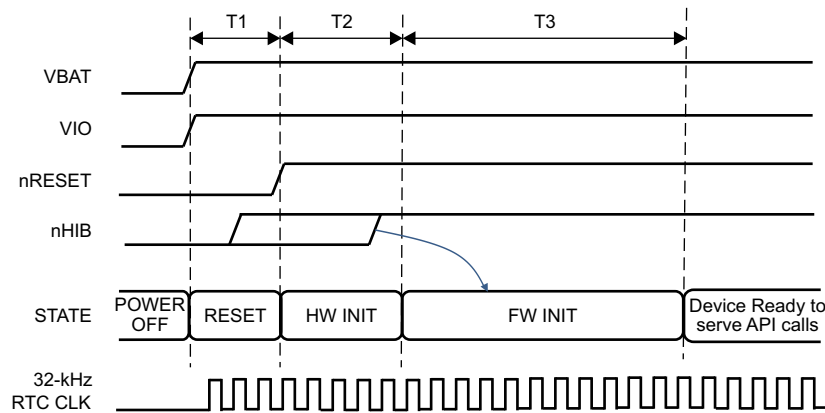 T1
T2
T3
VBAT
VIO
nRESET
nHIB
STATE
POWER
OFF
RESET
HW INIT
FW INIT
Device Ready to
serve API calls
32-kHz
RTC CLK